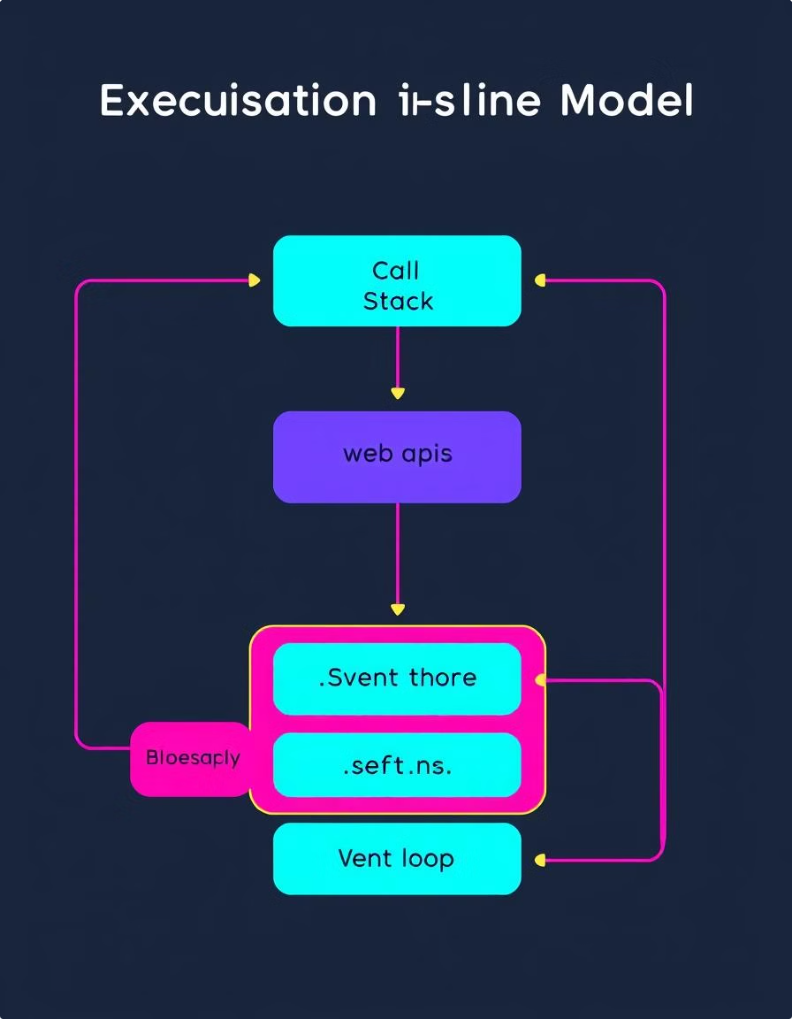 Execuisation i-sline Model
Call
Stack
web apis
.Svent thore
Bloesaply
.seft.ns.
Vent loop